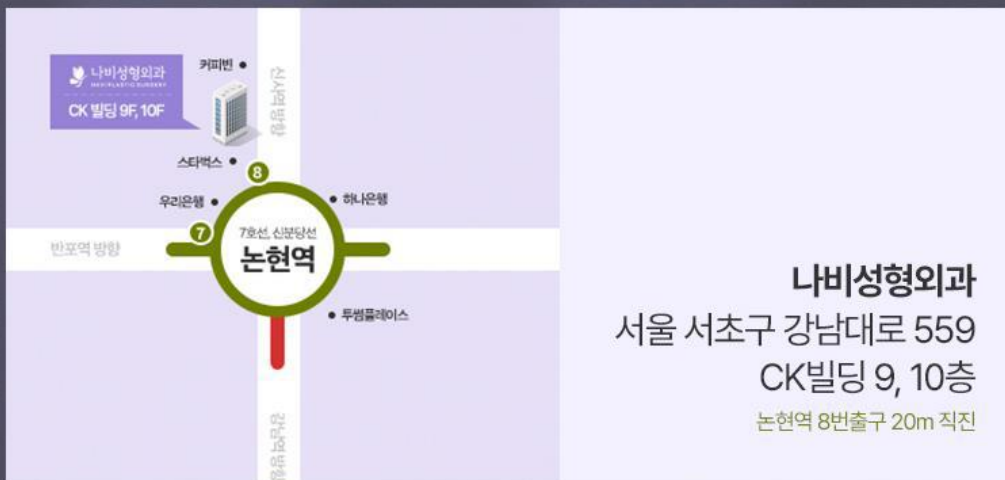 커피빈
나비성형외과
NAVI PLASTIC SURGERY
CK 빌딩 9F, 10F
신사역 방향
스타벅스
8
우리은행
하나은행
7
7호선, 신분당선
논현역
반포역 방향
투썸플레이스
강남역 방향
나비성형외과
서울 서초구 강남대로 559
CK빌딩 9, 10층
논현역 8번출구 20m 직진